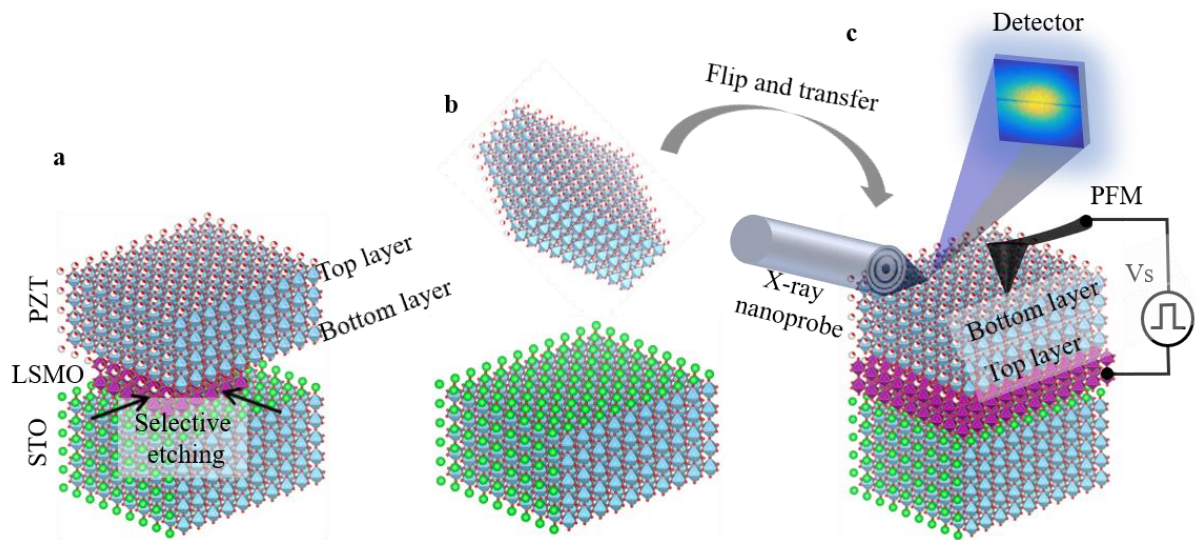 a
PZT
LSMO
STO
Top layer
Bottom layer
Selective
etching
b
Flip and transfer
c
Detector
X-ray
nanoprobe
PFM
Vs
Bottom layer
Top layer